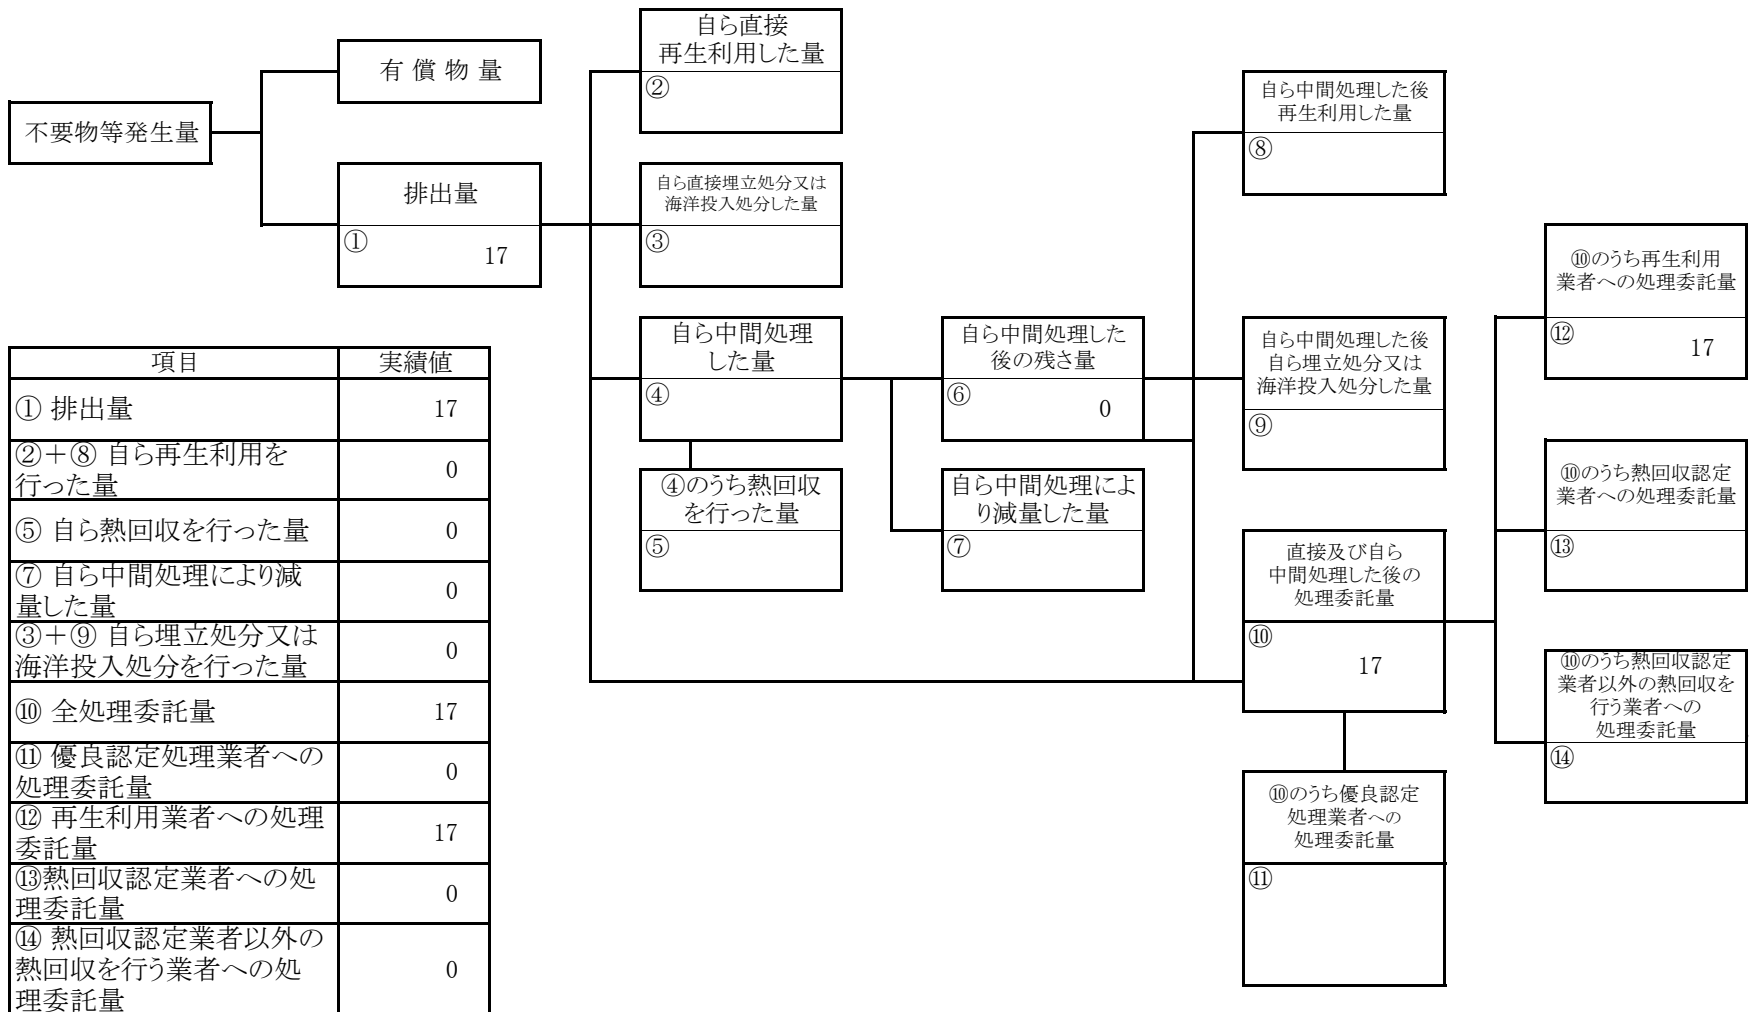 不要物等発生量
有 償 物 量
排出量
①
17
自ら直接
再生利用した量
②
自ら直接埋立処分又は
海洋投入処分した量
③
自ら中間処理
した量
④
④のうち熱回収
を行った量
⑤
自ら中間処理した
後の残さ量
⑥
0
自ら中間処理によ
り減量した量
⑦
自ら中間処理した後
再生利用した量
⑧
自ら中間処理した後
自ら埋立処分又は
海洋投入処分した量
⑨
直接及び自ら
中間処理した後の
処理委託量
⑩
17
⑩のうち優良認定
処理業者への
処理委託量
⑪
⑩のうち再生利用
業者への処理委託量
⑫
17
⑩のうち熱回収認定
業者への処理委託量
⑬
⑩のうち熱回収認定
業者以外の熱回収を
行う業者への
処理委託量
⑭
項目 実績値
① 排出量 17
②＋⑧ 自ら再生利用を
行った量 0
⑤ 自ら熱回収を行った量 0
⑦ 自ら中間処理により減
量した量 0
③＋⑨ 自ら埋立処分又は
海洋投入処分を行った量 0
⑩ 全処理委託量 17
⑪ 優良認定処理業者への
処理委託量 0
⑫ 再生利用業者への処理
委託量 17
⑬熱回収認定業者への処
理委託量 0
⑭ 熱回収認定業者以外の
熱回収を行う業者への処
理委託量 0